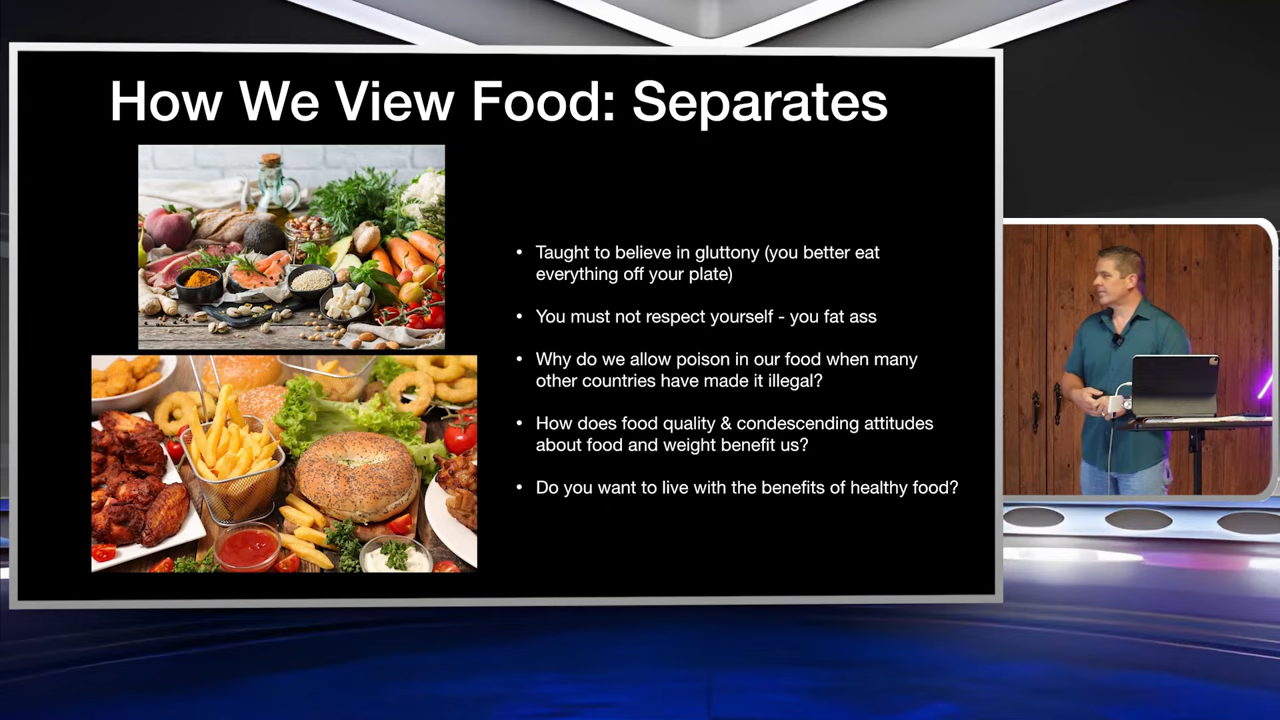 How We View Food: Separates
• Taught to believe in gluttony (you better eat
everything off your plate)
• You must not respect yourself - you fat ass
• Why do we allow poison in our food when many
other countries have made it illegal?
• How does food quality & condescending attitudes
about food and weight benefit us?
• Do you want to live with the benefits of healthy food?